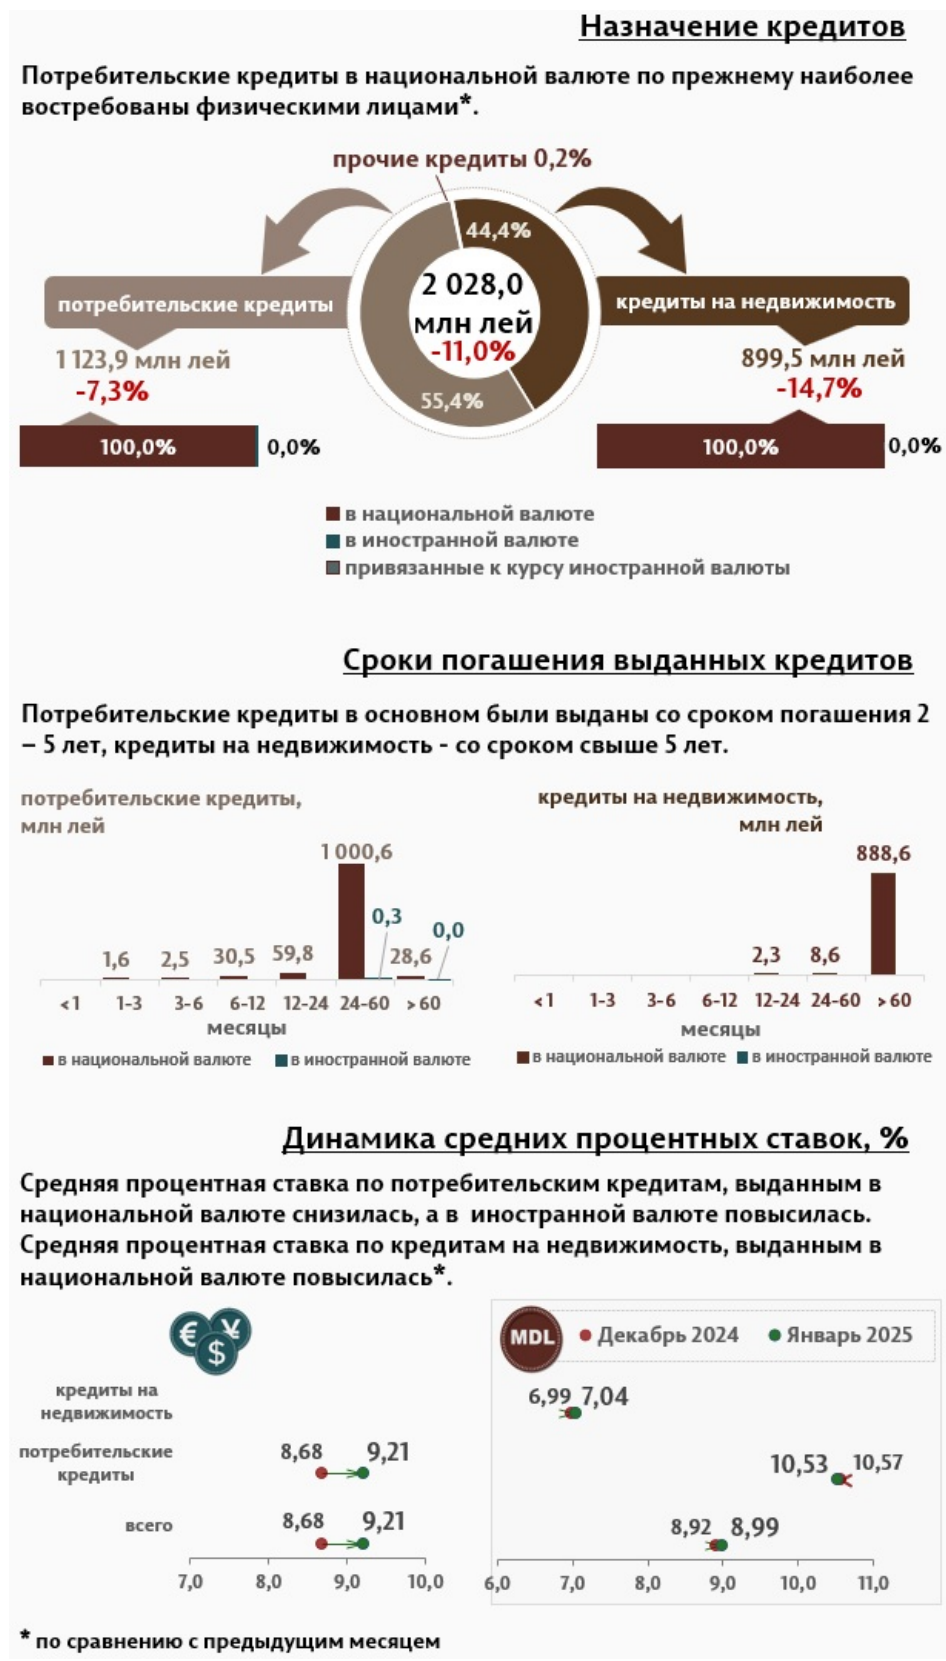 Назначение кредитов
Потребительские кредиты в национальной валюте по прежнему наиболее
востребованы физическими лицами*.
прочие кредиты 0,2%
44,4%
2 028,0
млн лей
-11,0%
55,4%
потребительские кредиты
1 123,9 млн лей
-7,3%
100,0%
0,0%
кредиты на недвижимость
899,5 млн лей
-14,7%
100,0%
0,0%
в национальной валюте
в иностранной валюте
привязанные к курсу иностранной валюты
Сроки погашения выданных кредитов
Потребительские кредиты в основном были выданы со сроком погашения 2
– 5 лет, кредиты на недвижимость - со сроком свыше 5 лет.
потребительские кредиты,
млн лей
1 000,6
0,3
0,0
1,6 2,5 30,5 59,8 28,6
<1 1-3 3-6 6-12 12-24 24-60 >60
месяцы
в национальной валюте в иностранной валюте
кредиты на недвижимость,
млн лей
888,6
2,3 8,6
<1 1-3 3-6 6-12 12-24 24-60 >60
месяцы
в национальной валюте в иностранной валюте
Динамика средних процентных ставок, %
Средняя процентная ставка по потребительским кредитам, выданным в
национальной валюте снизилась, а в иностранной валюте повысилась.
Средняя процентная ставка по кредитам на недвижимость, выданным в
национальной валюте повысилась*.
€ ¥ $
кредиты на
недвижимость
потребительские
кредиты
8,68 9,21
всего
8,68 9,21
7,0 8,0 9,0 10,0
MDL Декабрь 2024 Январь 2025
6,99 7,04
10,53 10,57
8,92 8,99
6,0 7,0 8,0 9,0 10,0 11,0
* по сравнению с предыдущим месяцем